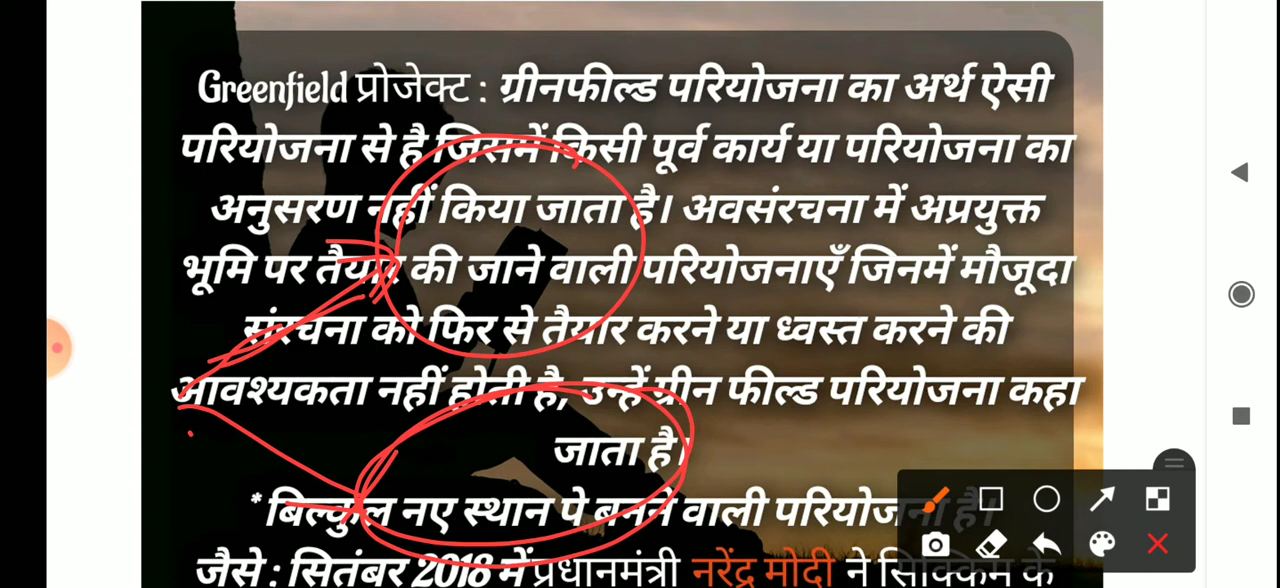 Greenfield प्रोजेक्ट : ग्रीनफील्ड परियोजना का अर्थ ऐसी
परियोजना से है जिसमें किसी पूर्व कार्य या परियोजना का
अनुसरण नहीं किया जाता है। अवसंरचना में अप्रयुक्त
भूमि पर तैयार की जाने वाली परियोजनाएँ जिनमें मौजूदा
संरचना को फिर से तैयार करने या ध्वस्त करने की
आवश्यकता नहीं होती है, उन्हें ग्रीन फील्ड परियोजना कहा
जाता है।
* बिल्कुल नए स्थान पे बनने वाली परियोजना है।
जैसे : सितंबर 2018 में प्रधानमंत्री नरेंद्र मोदी ने सिक्किम के